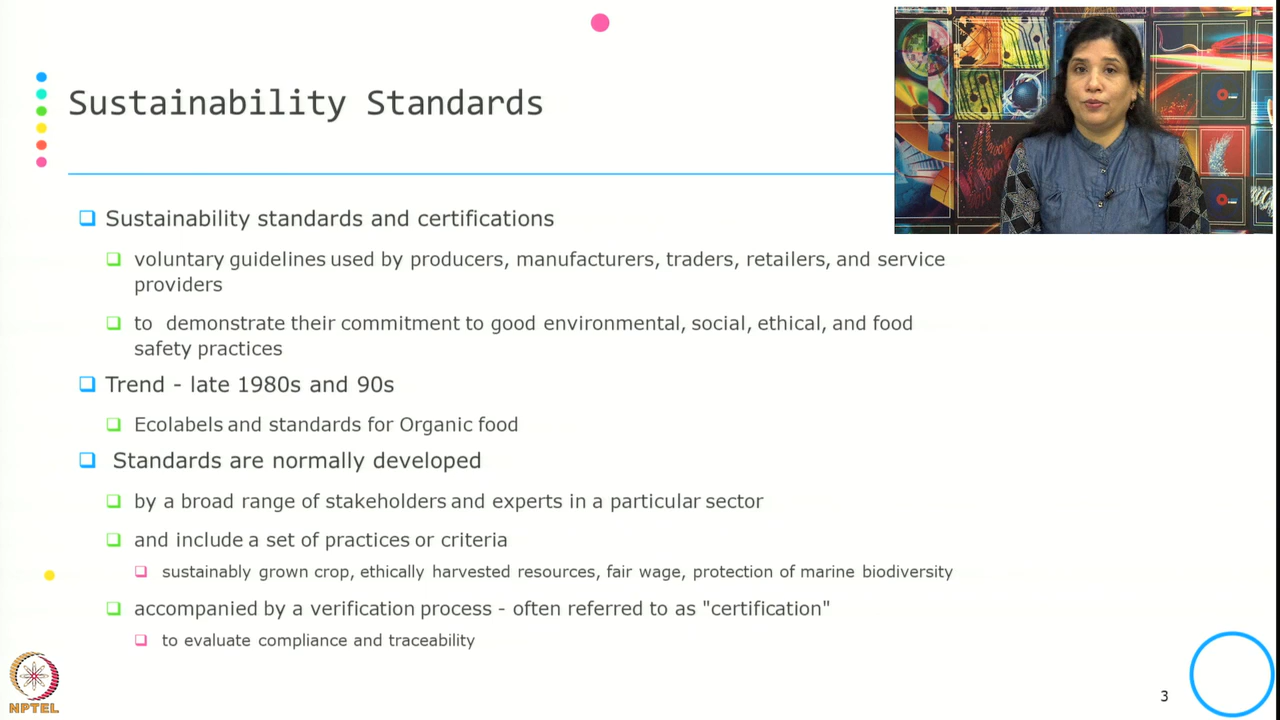 Sustainability Standards
Sustainability standards and certifications
voluntary guidelines used by producers, manufacturers, traders, retailers, and service
providers
to demonstrate their commitment to good environmental, social, ethical, and food
safety practices
Trend - late 1980s and 90s
Ecolabels and standards for Organic food
Standards are normally developed
by a broad range of stakeholders and experts in a particular sector
and include a set of practices or criteria
sustainably grown crop, ethically harvested resources, fair wage, protection of marine biodiversity
accompanied by a verification process - often referred to as "certification"
to evaluate compliance and traceability
NPTEL
3